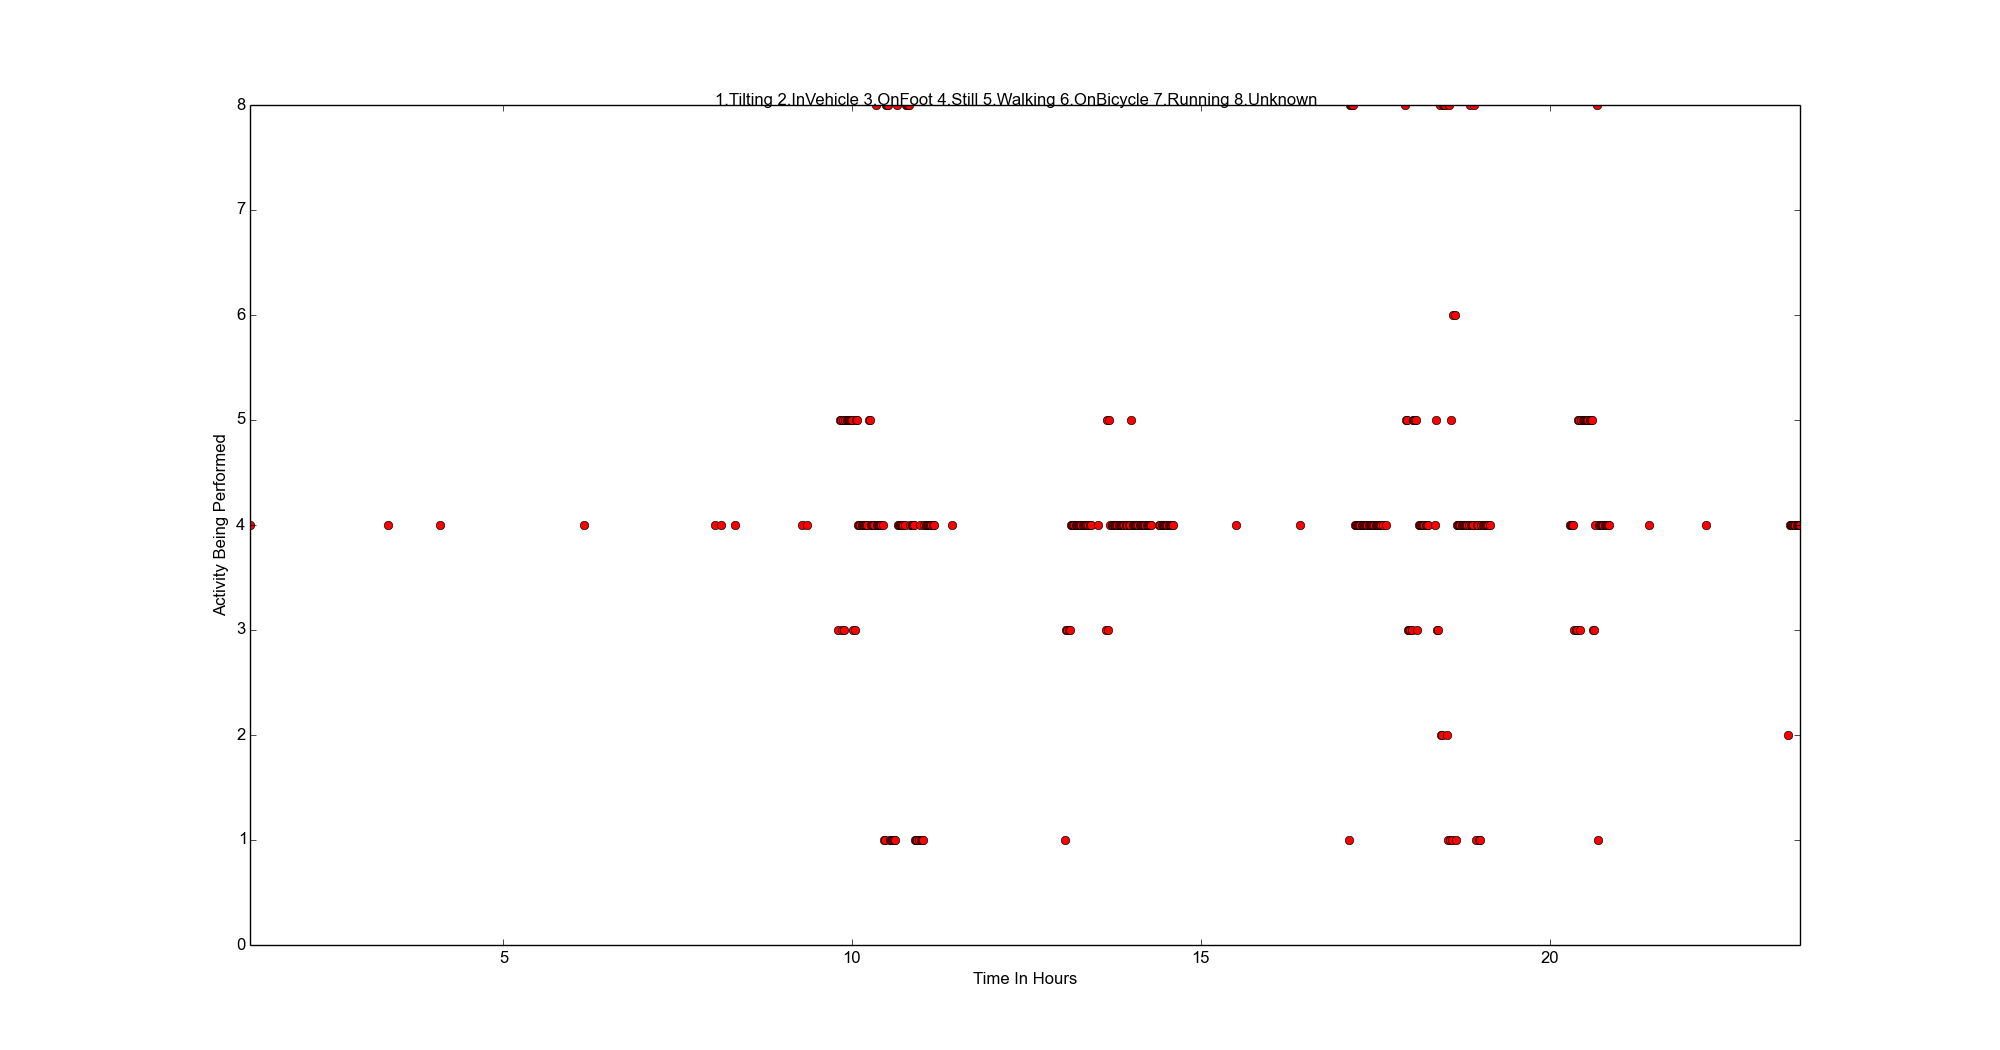 1.Tilting 2.InVehicle 3.OnFoot 4.Still 5.Walking 6.OnBicycle 7.Running 8.Unknown
8
7
6
5
4
3
2
1
0
Activity Being Performed
5 10 15 20
Time In Hours